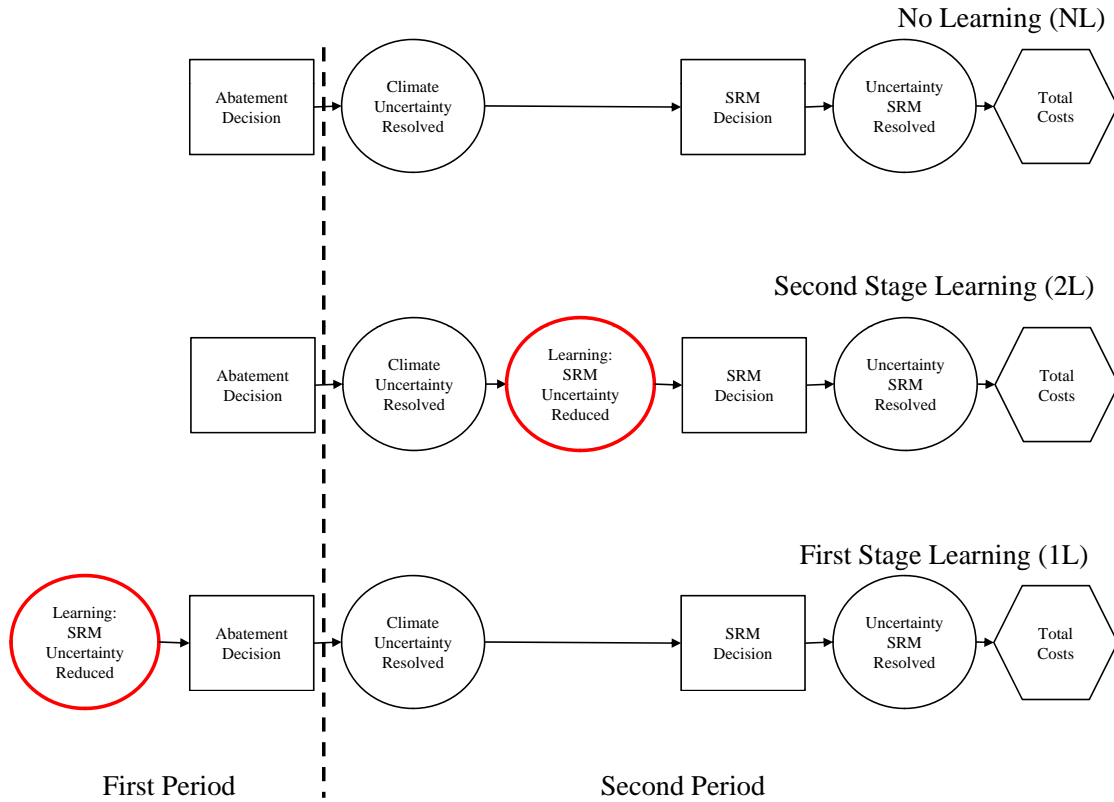 No Learning (NL)
Abatement
Decision
Climate
Uncertainty
Resolved
SRM
Decision
Uncertainty
SRM
Resolved
Total
Costs
Second Stage Learning (2L)
Abatement
Decision
Climate
Uncertainty
Resolved
Learning:
SRM
Uncertainty
Reduced
SRM
Decision
Uncertainty
SRM
Resolved
Total
Costs
First Stage Learning (1L)
Learning:
SRM
Uncertainty
Reduced
Abatement
Decision
Climate
Uncertainty
Resolved
SRM
Decision
Uncertainty
SRM
Resolved
Total
Costs
First Period
Second Period